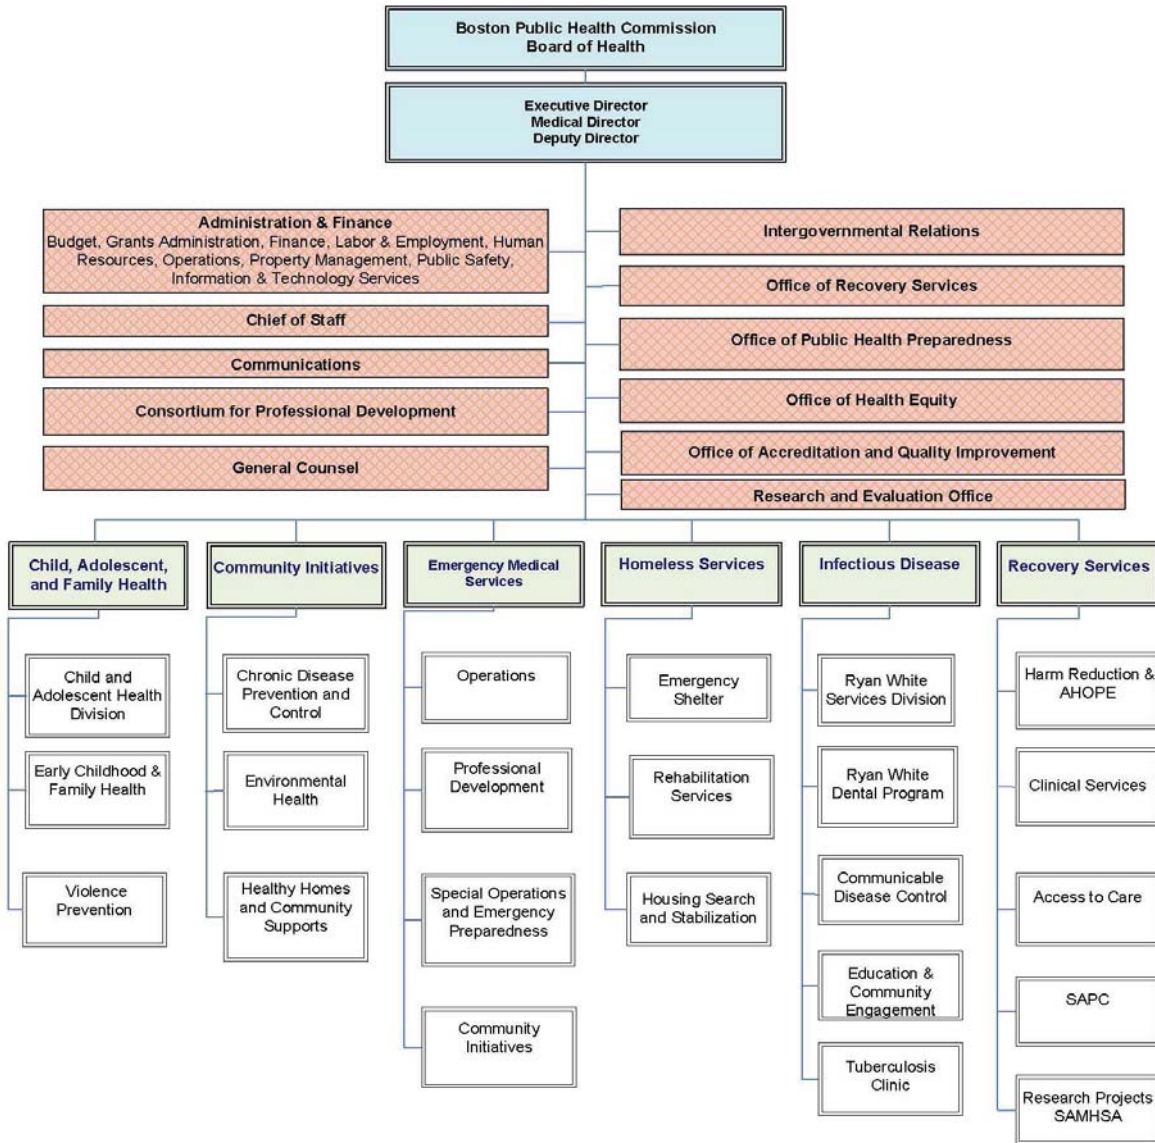 Boston Public Health Commission
Board of Health
Executive Director
Medical Director
Deputy Director
Administration & Finance
Budget, Grants Administration, Finance, Labor & Employment, Human
Resources, Operations, Property Management, Public Safety,
Information & Technology Services
Chief of Staff
Communications
Consortium for Professional Development
General Counsel
Intergovernmental Relations
Office of Recovery Services
Office of Public Health Preparedness
Office of Health Equity
Office of Accreditation and Quality Improvement
Research and Evaluation Office
Child, Adolescent,
and Family Health
Child and
Adolescent Health
Division
Early Childhood &
Family Health
Violence
Prevention
Community Initiatives
Chronic Disease
Prevention and
Control
Environmental
Health
Healthy Homes
and Community
Supports
Emergency Medical
Services
Operations
Professional
Development
Special Operations
and Emergency
Preparedness
Community
Initiatives
Homeless Services
Emergency
Shelter
Rehabilitation
Services
Housing Search
and Stabilization
Infectious Disease
Ryan White
Services Division
Ryan White
Dental Program
Communicable
Disease Control
Education &
Community
Engagement
Tuberculosis
Clinic
Recovery Services
Harm Reduction &
AHOPE
Clinical Services
Access to Care
SAPC
Research Projects
SAMHSA